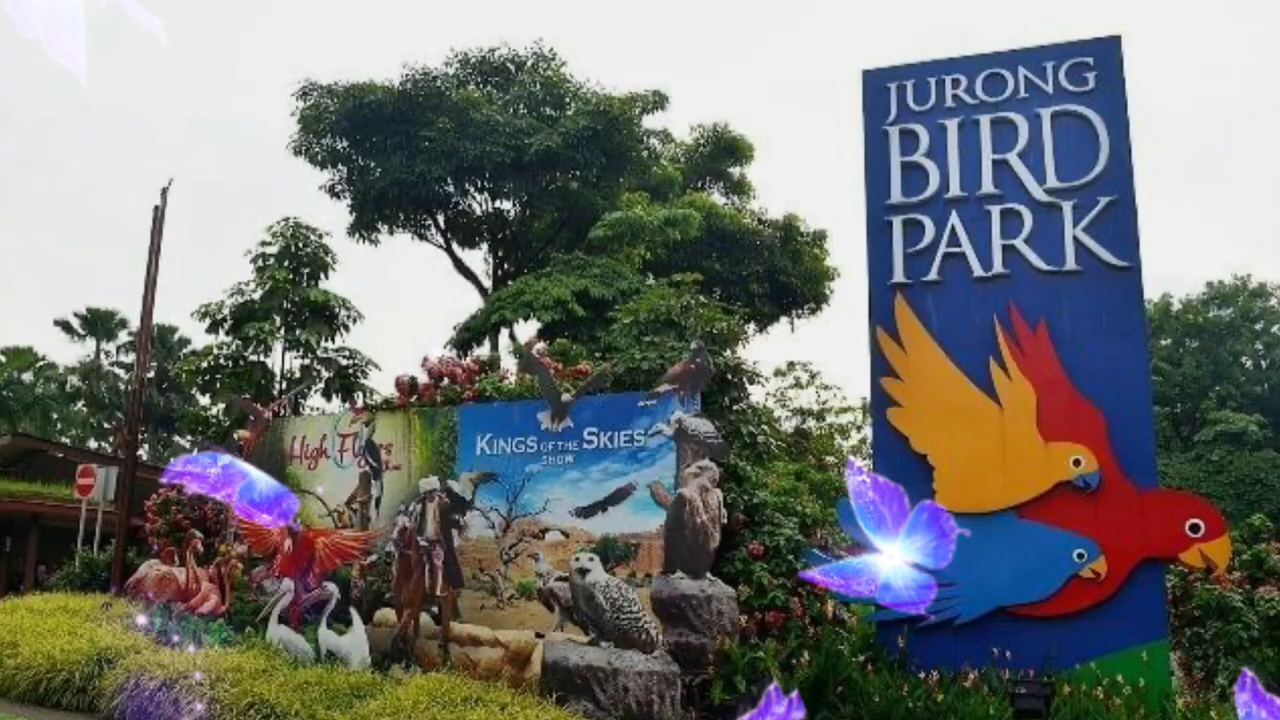 JURONG
BIRD
PARK
High Flyers
KINGS OF THE SKIES
SHOW